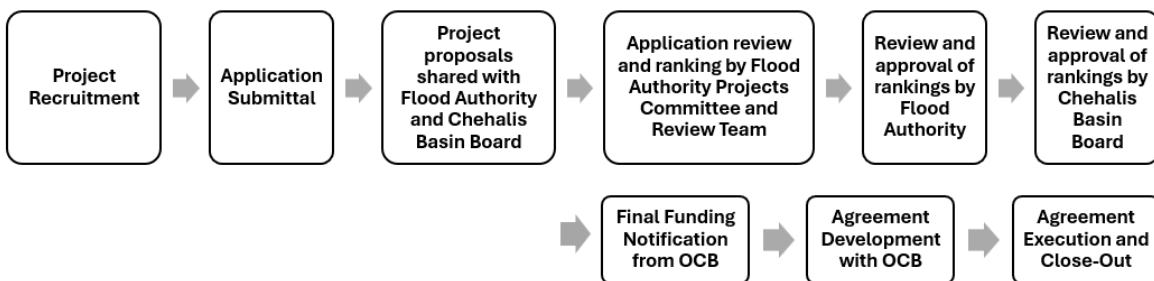 Project
Recruitment
Application
Submittal
Project
proposals
shared with
Flood Authority
and Chehalis
Basin Board
Application review
and ranking by Flood
Authority Projects
Committee and
Review Team
Review and
approval of
rankings by
Flood
Authority
Review and
approval of
rankings by
Chehalis
Basin
Board
Final Funding
Notification
from OCB
Agreement
Development
with OCB
Agreement
Execution and
Close-Out